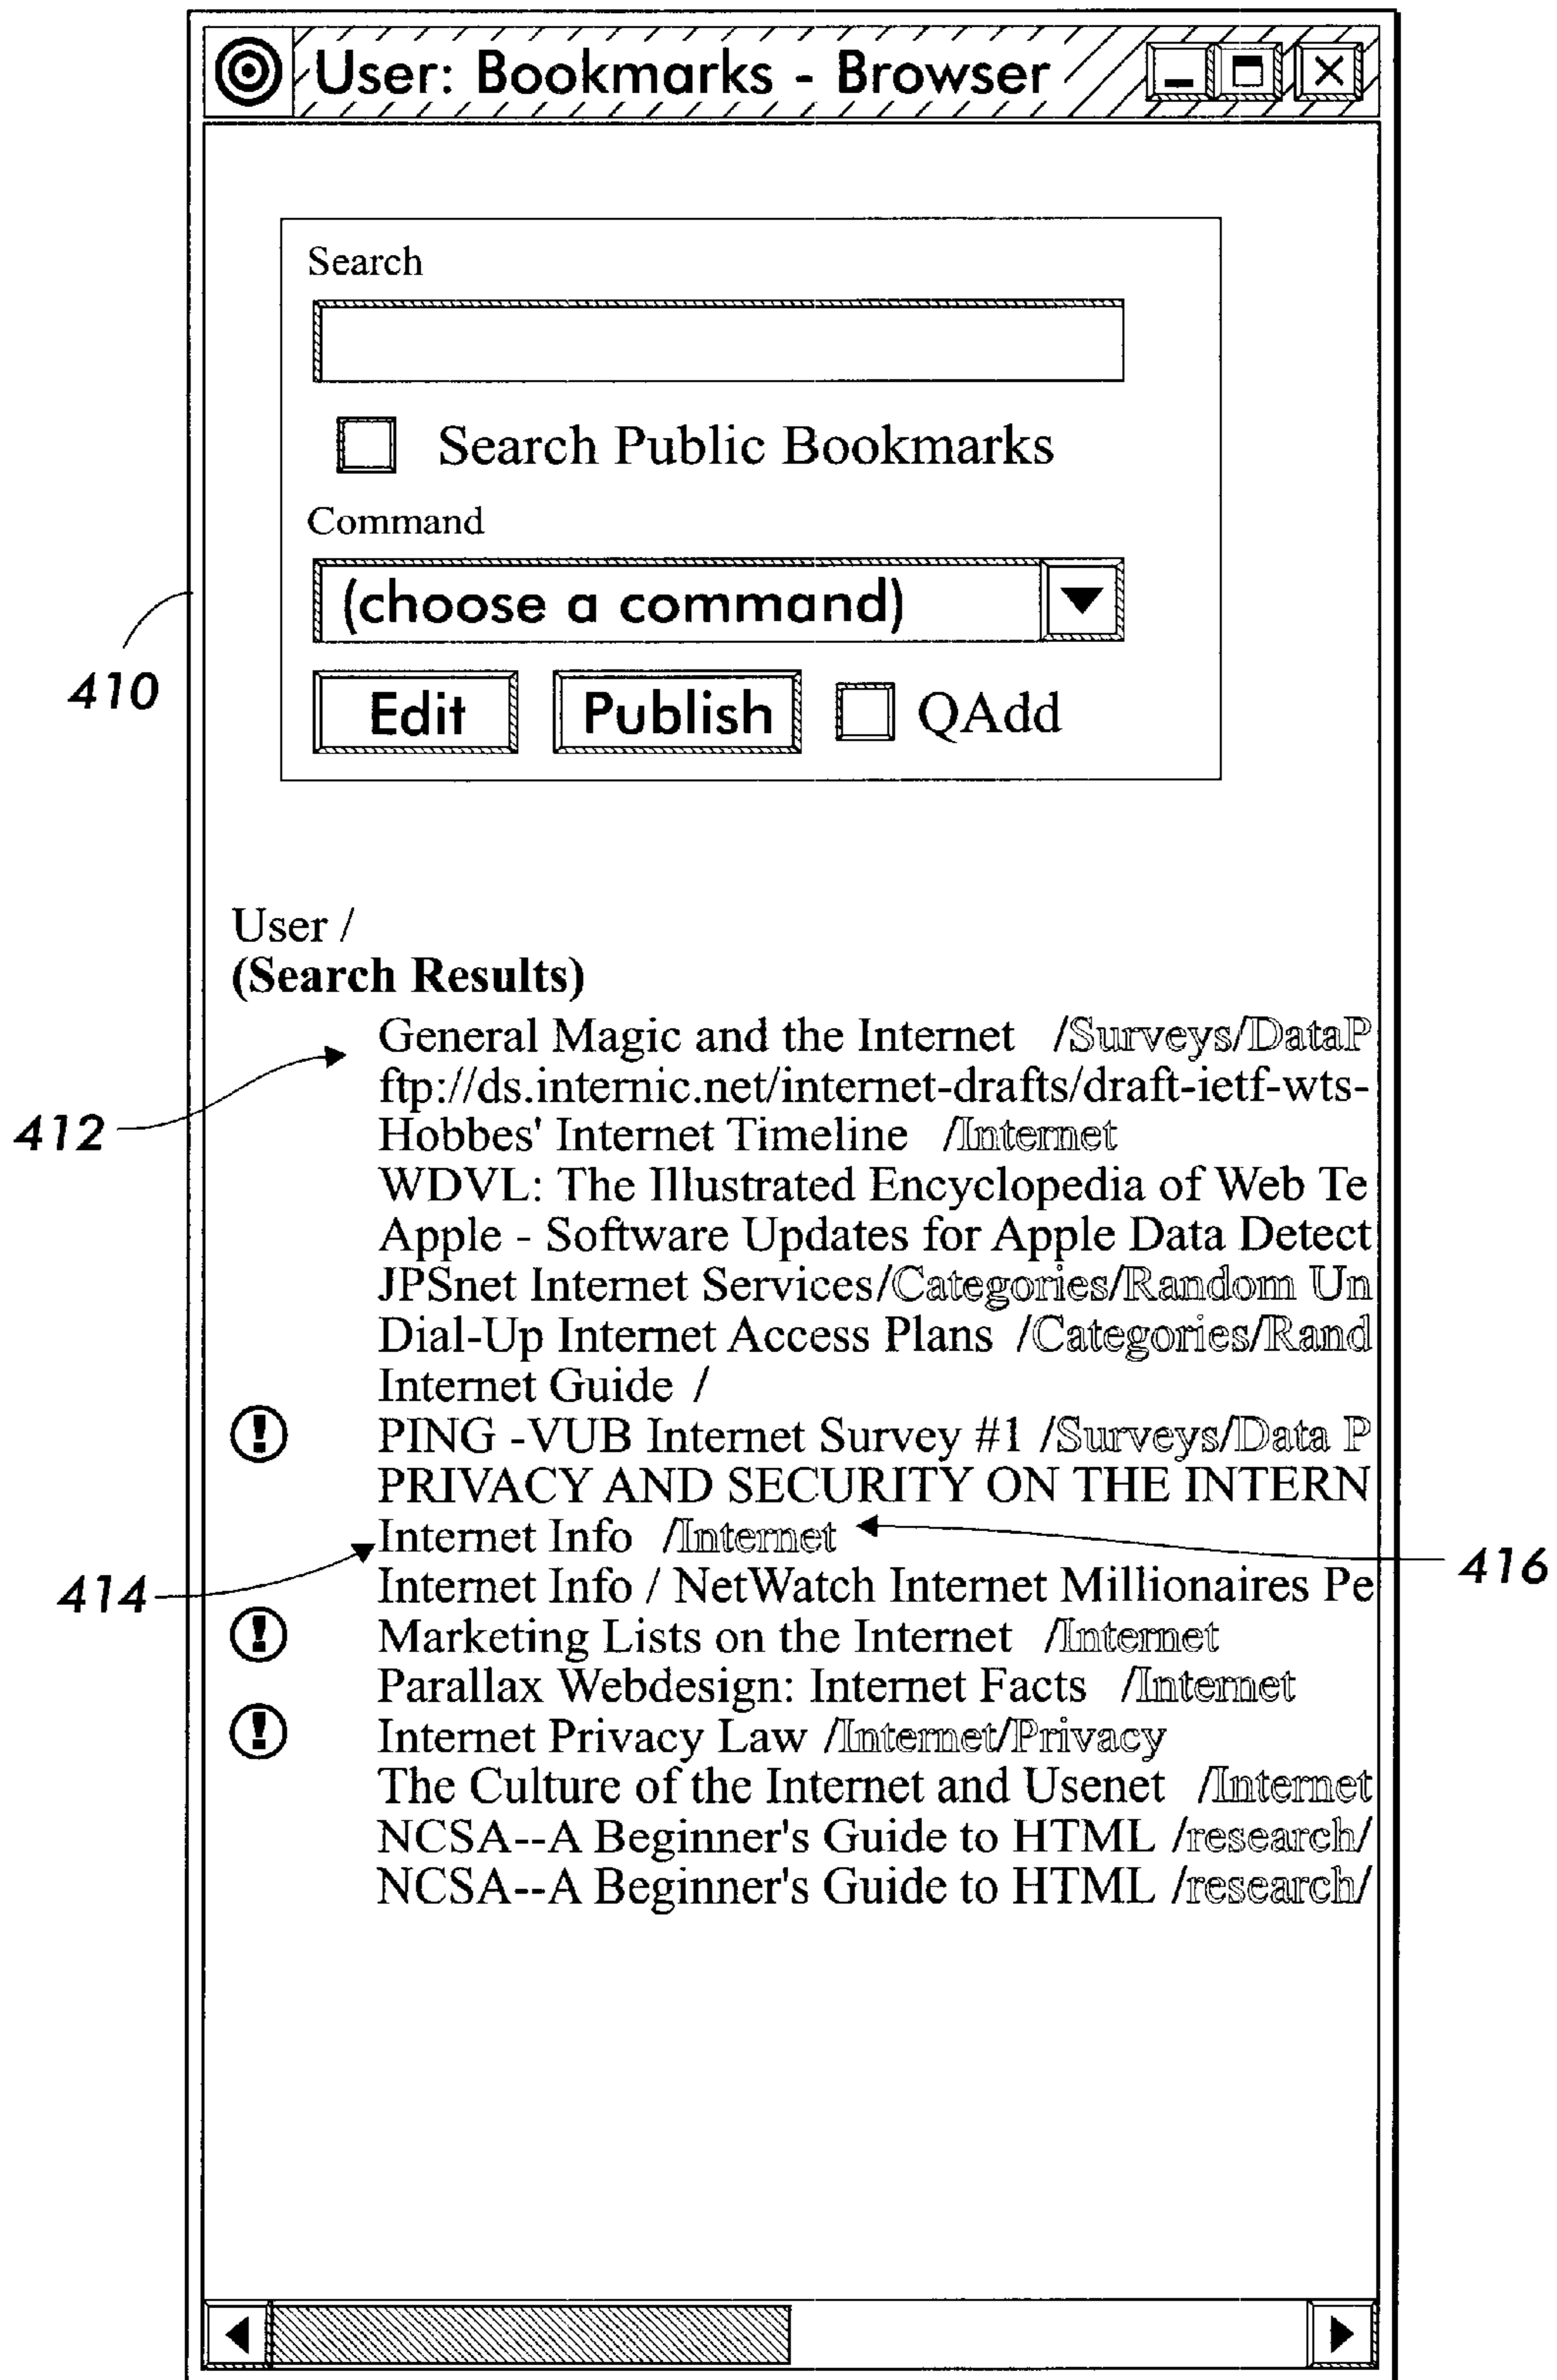 User: Bookmarks - Browser
Search
Search Public Bookmarks
Command
(choose a command)
410
Edit Publish QAdd
User /
(Search Results)
General Magic and the Internet /Surveys/DataP
ftp://ds.internic.net/internet-drafts/draft-ietf-wts-
412
Hobbes' Internet Timeline /Internet
WDVL: The Illustrated Encyclopedia of Web Te
Apple - Software Updates for Apple Data Detect
JPSnet Internet Services/Categories/Random Un
Dial-Up Internet Access Plans /Categories/Rand
Internet Guide /
PING -VUB Internet Survey #1 /Surveys/Data P
PRIVACY AND SECURITY ON THE INTERN
Internet Info /Internet
416
414
Internet Info / NetWatch Internet Millionaires Pe
Marketing Lists on the Internet /Internet
Parallax Webdesign: Internet Facts /Internet
Internet Privacy Law /Internet/Privacy
The Culture of the Internet and Usenet /Internet
NCSA--A Beginner's Guide to HTML /research/
NCSA--A Beginner's Guide to HTML /research/